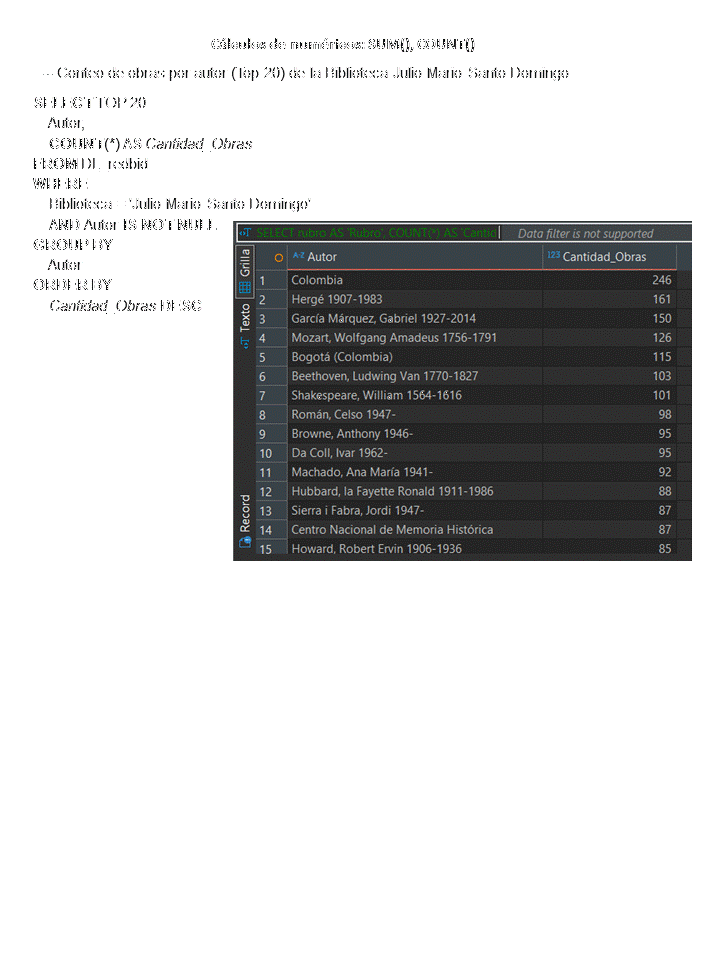 Cálculos de numéricos: SUM(), COUNT()
-- Conteo de obras por autor (Top 20) de la Biblioteca Julio Mario Santo Domingo
SELECT TOP 20
Autor,
COUNT(*) AS Cantidad_Obras
FROM DL_recibio
WHERE
Biblioteca = 'Julio Mario Santo Domingo'
AND Autor IS NOT NULL
GROUP BY
Autor
ORDER BY
Cantidad_Obras DESC
SELECT rubro AS 'Rubro', COUNT(*) AS 'Cantid Data filter is not supported
Grilla
Texto
Record
A-Z Autor 123 Cantidad_Obras
1 Colombia 246
2 Hergé 1907-1983 161
3 García Márquez, Gabriel 1927-2014 150
4 Mozart, Wolfgang Amadeus 1756-1791 126
5 Bogotá (Colombia) 115
6 Beethoven, Ludwing Van 1770-1827 103
7 Shakespeare, William 1564-1616 101
8 Román, Celso 1947- 98
9 Browne, Anthony 1946- 95
10 Da Coll, Ivar 1962- 95
11 Machado, Ana María 1941- 92
12 Hubbard, la Fayette Ronald 1911-1986 88
13 Sierra i Fabra, Jordi 1947- 87
14 Centro Nacional de Memoria Histórica 87
15 Howard, Robert Ervin 1906-1936 85